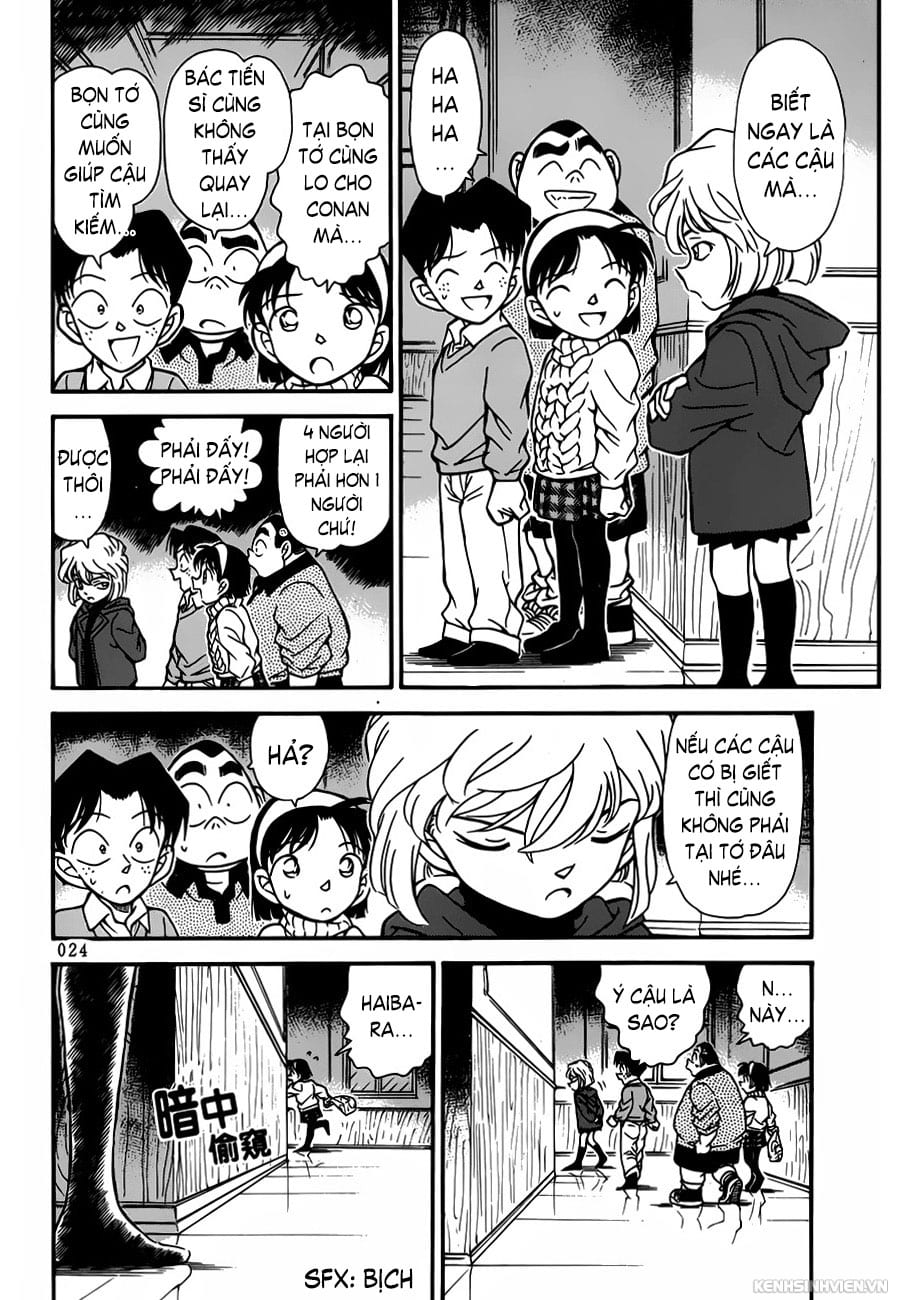 BIẾT
NGAY LÀ
CÁC CẬU
MÀ...
HA
HA
HA
...
TẠI BỌN
TỚ CŨNG
LO CHO
CONAN
MÀ...
BÁC TIẾN
SĨ CŨNG
KHÔNG
THẤY
QUAY
LẠI...
BỌN TỚ
CŨNG
MUỐN
GIÚP CẬU
TÌM
KIẾM...
4 NGƯỜI
HỢP LẠI
PHẢI HƠN 1
NGƯỜI
CHỨ!
PHẢI ĐẤY!
PHẢI ĐẤY!
ĐƯỢC
THÔI
...
NẾU CÁC CẬU
CÓ BỊ GIẾT
THÌ CŨNG
KHÔNG PHẢI
TẠI TỚ ĐÂU
NHÉ...
HẢ?
024
N...
NÀY...
Ý CẬU LÀ
SAO?
HAIBA-
RA...
暗中
偷窺
SFX: BỊCH
KENHSINHVIEN.VN